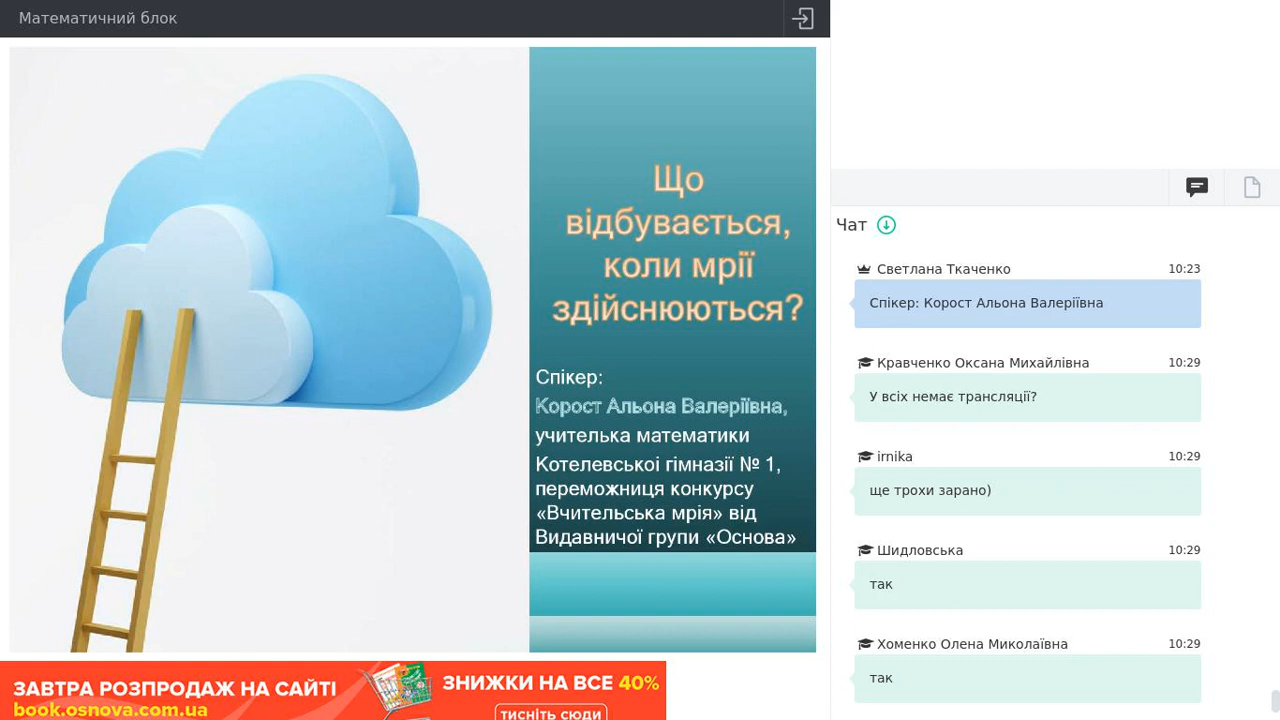 Математичний блок
Що
відбувається,
коли мрії
здійснюються?
Спікер:
Корост Альона Валеріївна,
учителька математики
Котелевської гімназії № 1,
переможниця конкурсу
«Вчительська мрія» від
Видавничої групи «Основа»
ЗАВТРА РОЗПРОДАЖ НА САЙТІ
book.osnova.com.ua
ЗНИЖКИ НА ВСЕ 40%
тисніть сюди
Чат
Светлана Ткаченко 10:23
Спікер: Корост Альона Валеріївна
Кравченко Оксана Михайлівна 10:29
У всіх немає трансляції?
irnika 10:29
ще трохи зарано)
Шидловська 10:29
так
Хоменко Олена Миколаївна 10:29
так